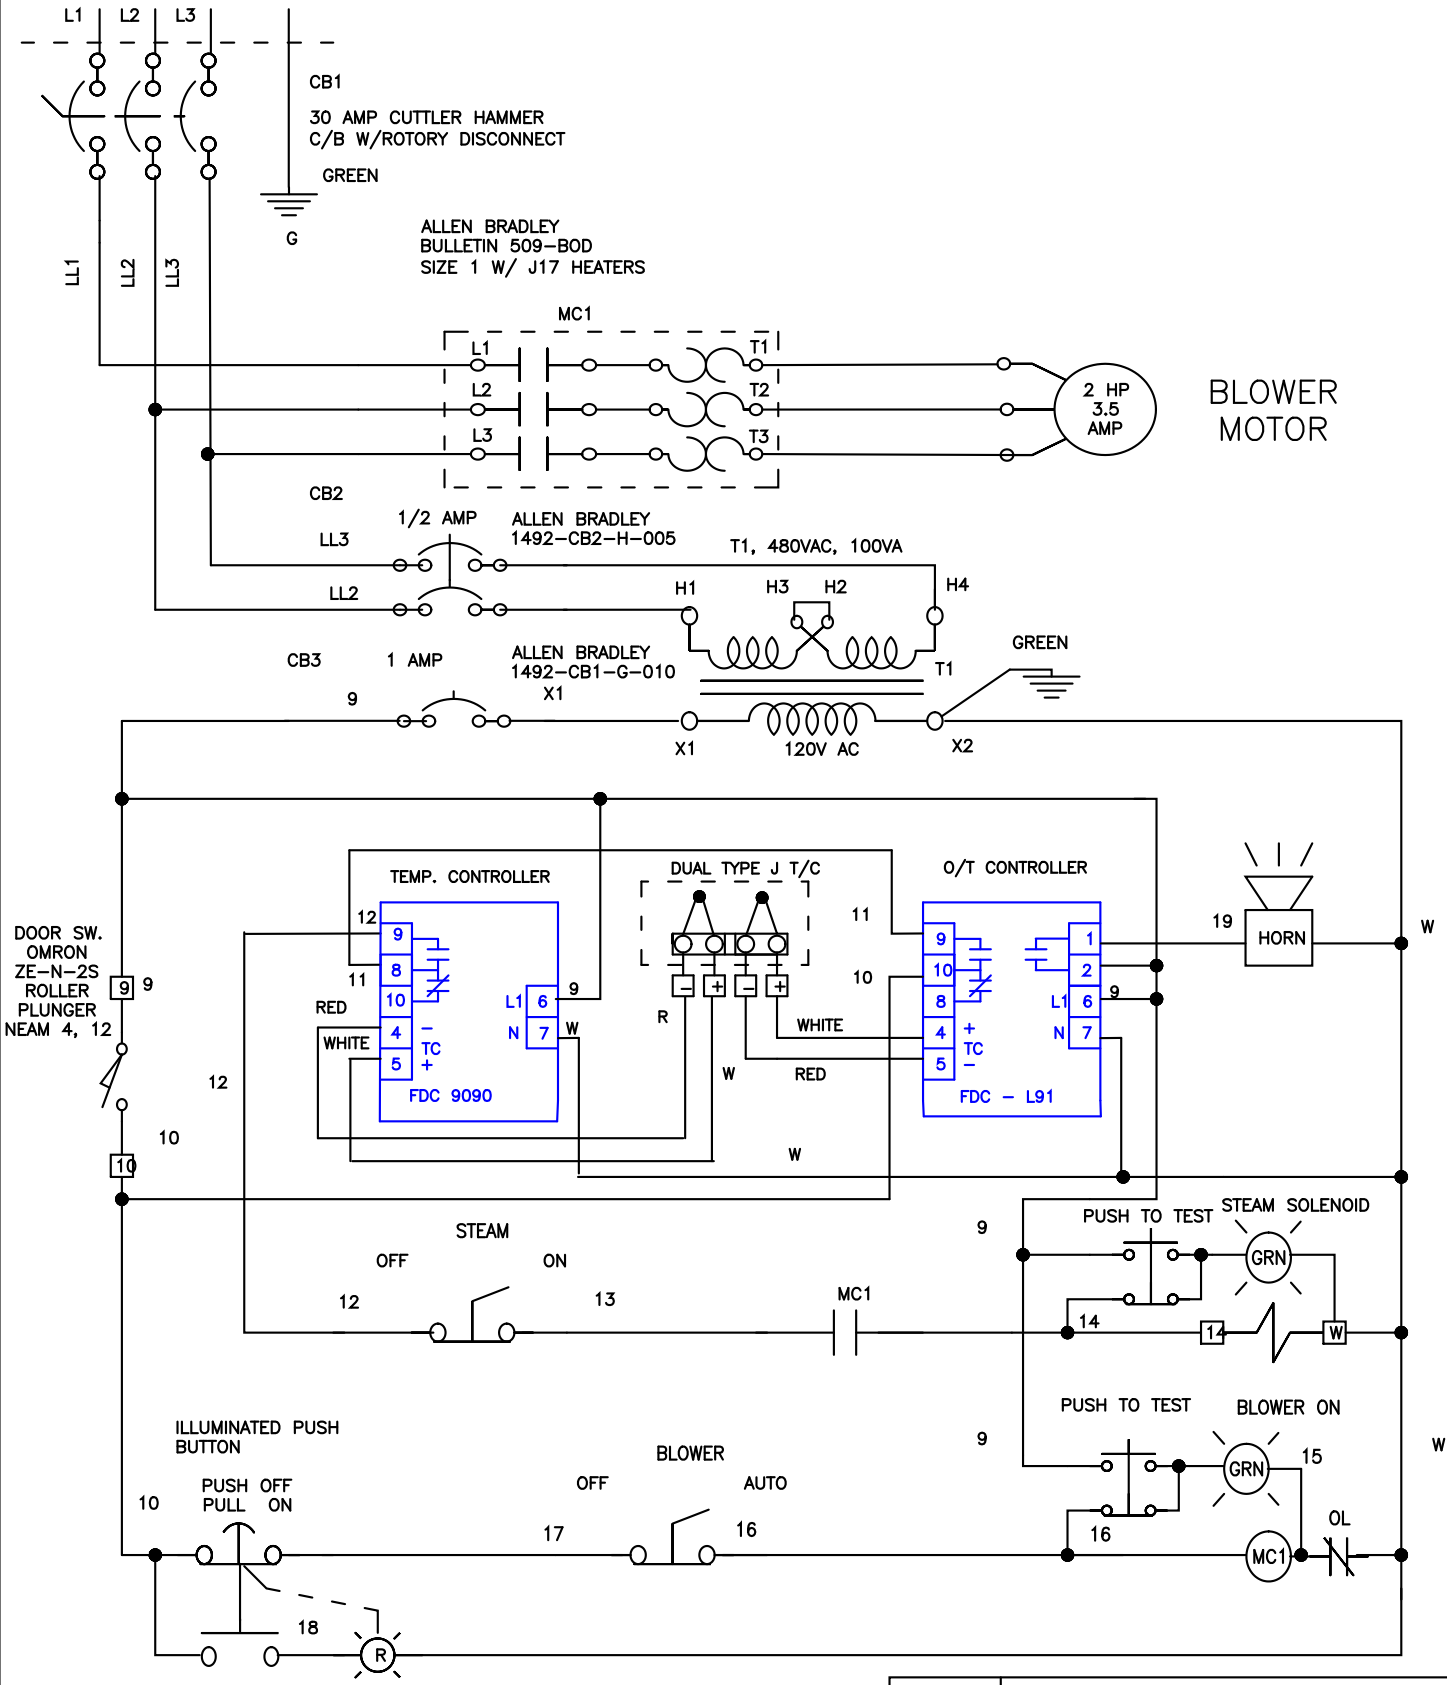 L1 L2 L3
CB1
30 AMP CUTTLER HAMMER
C/B W/ROTORY DISCONNECT
GREEN
G
LL1
LL2
LL3
ALLEN BRADLEY
BULLETIN 509-BOD
SIZE 1 W/ J17 HEATERS
MC1
L1 T1
L2 T2
L3 T3
2 HP
3.5
AMP
BLOWER
MOTOR
CB2
1/2 AMP
ALLEN BRADLEY
1492-CB2-H-005
LL3
LL2
T1, 480VAC, 100VA
H1 H3 H2 H4
T1
GREEN
CB3 1 AMP
ALLEN BRADLEY
1492-CB1-G-010
X1
9
X1 120V AC X2
TEMP. CONTROLLER
DUAL TYPE J T/C
O/T CONTROLLER
12
11
9
8
10
4 -
TC
5 +
RED
WHITE
L1 6 9
N 7 W
FDC 9090
- + - +
R
W
WHITE
RED
W
11
10
9
10
8
4 +
TC
5 -
1
2
L1 6 9
N 7
FDC - L91
19
HORN
W
DOOR SW.
OMRON
ZE-N-2S
ROLLER
PLUNGER
NEAM 4, 12
9 9
10
10
12
STEAM
OFF ON
12 13
MC1
9
PUSH TO TEST
STEAM SOLENOID
GRN
14
14 W
ILLUMINATED PUSH
BUTTON
PUSH OFF
PULL ON
10
BLOWER
OFF AUTO
17 16
9
PUSH TO TEST
BLOWER ON
GRN
15
16
MC1
OL
W
18
R